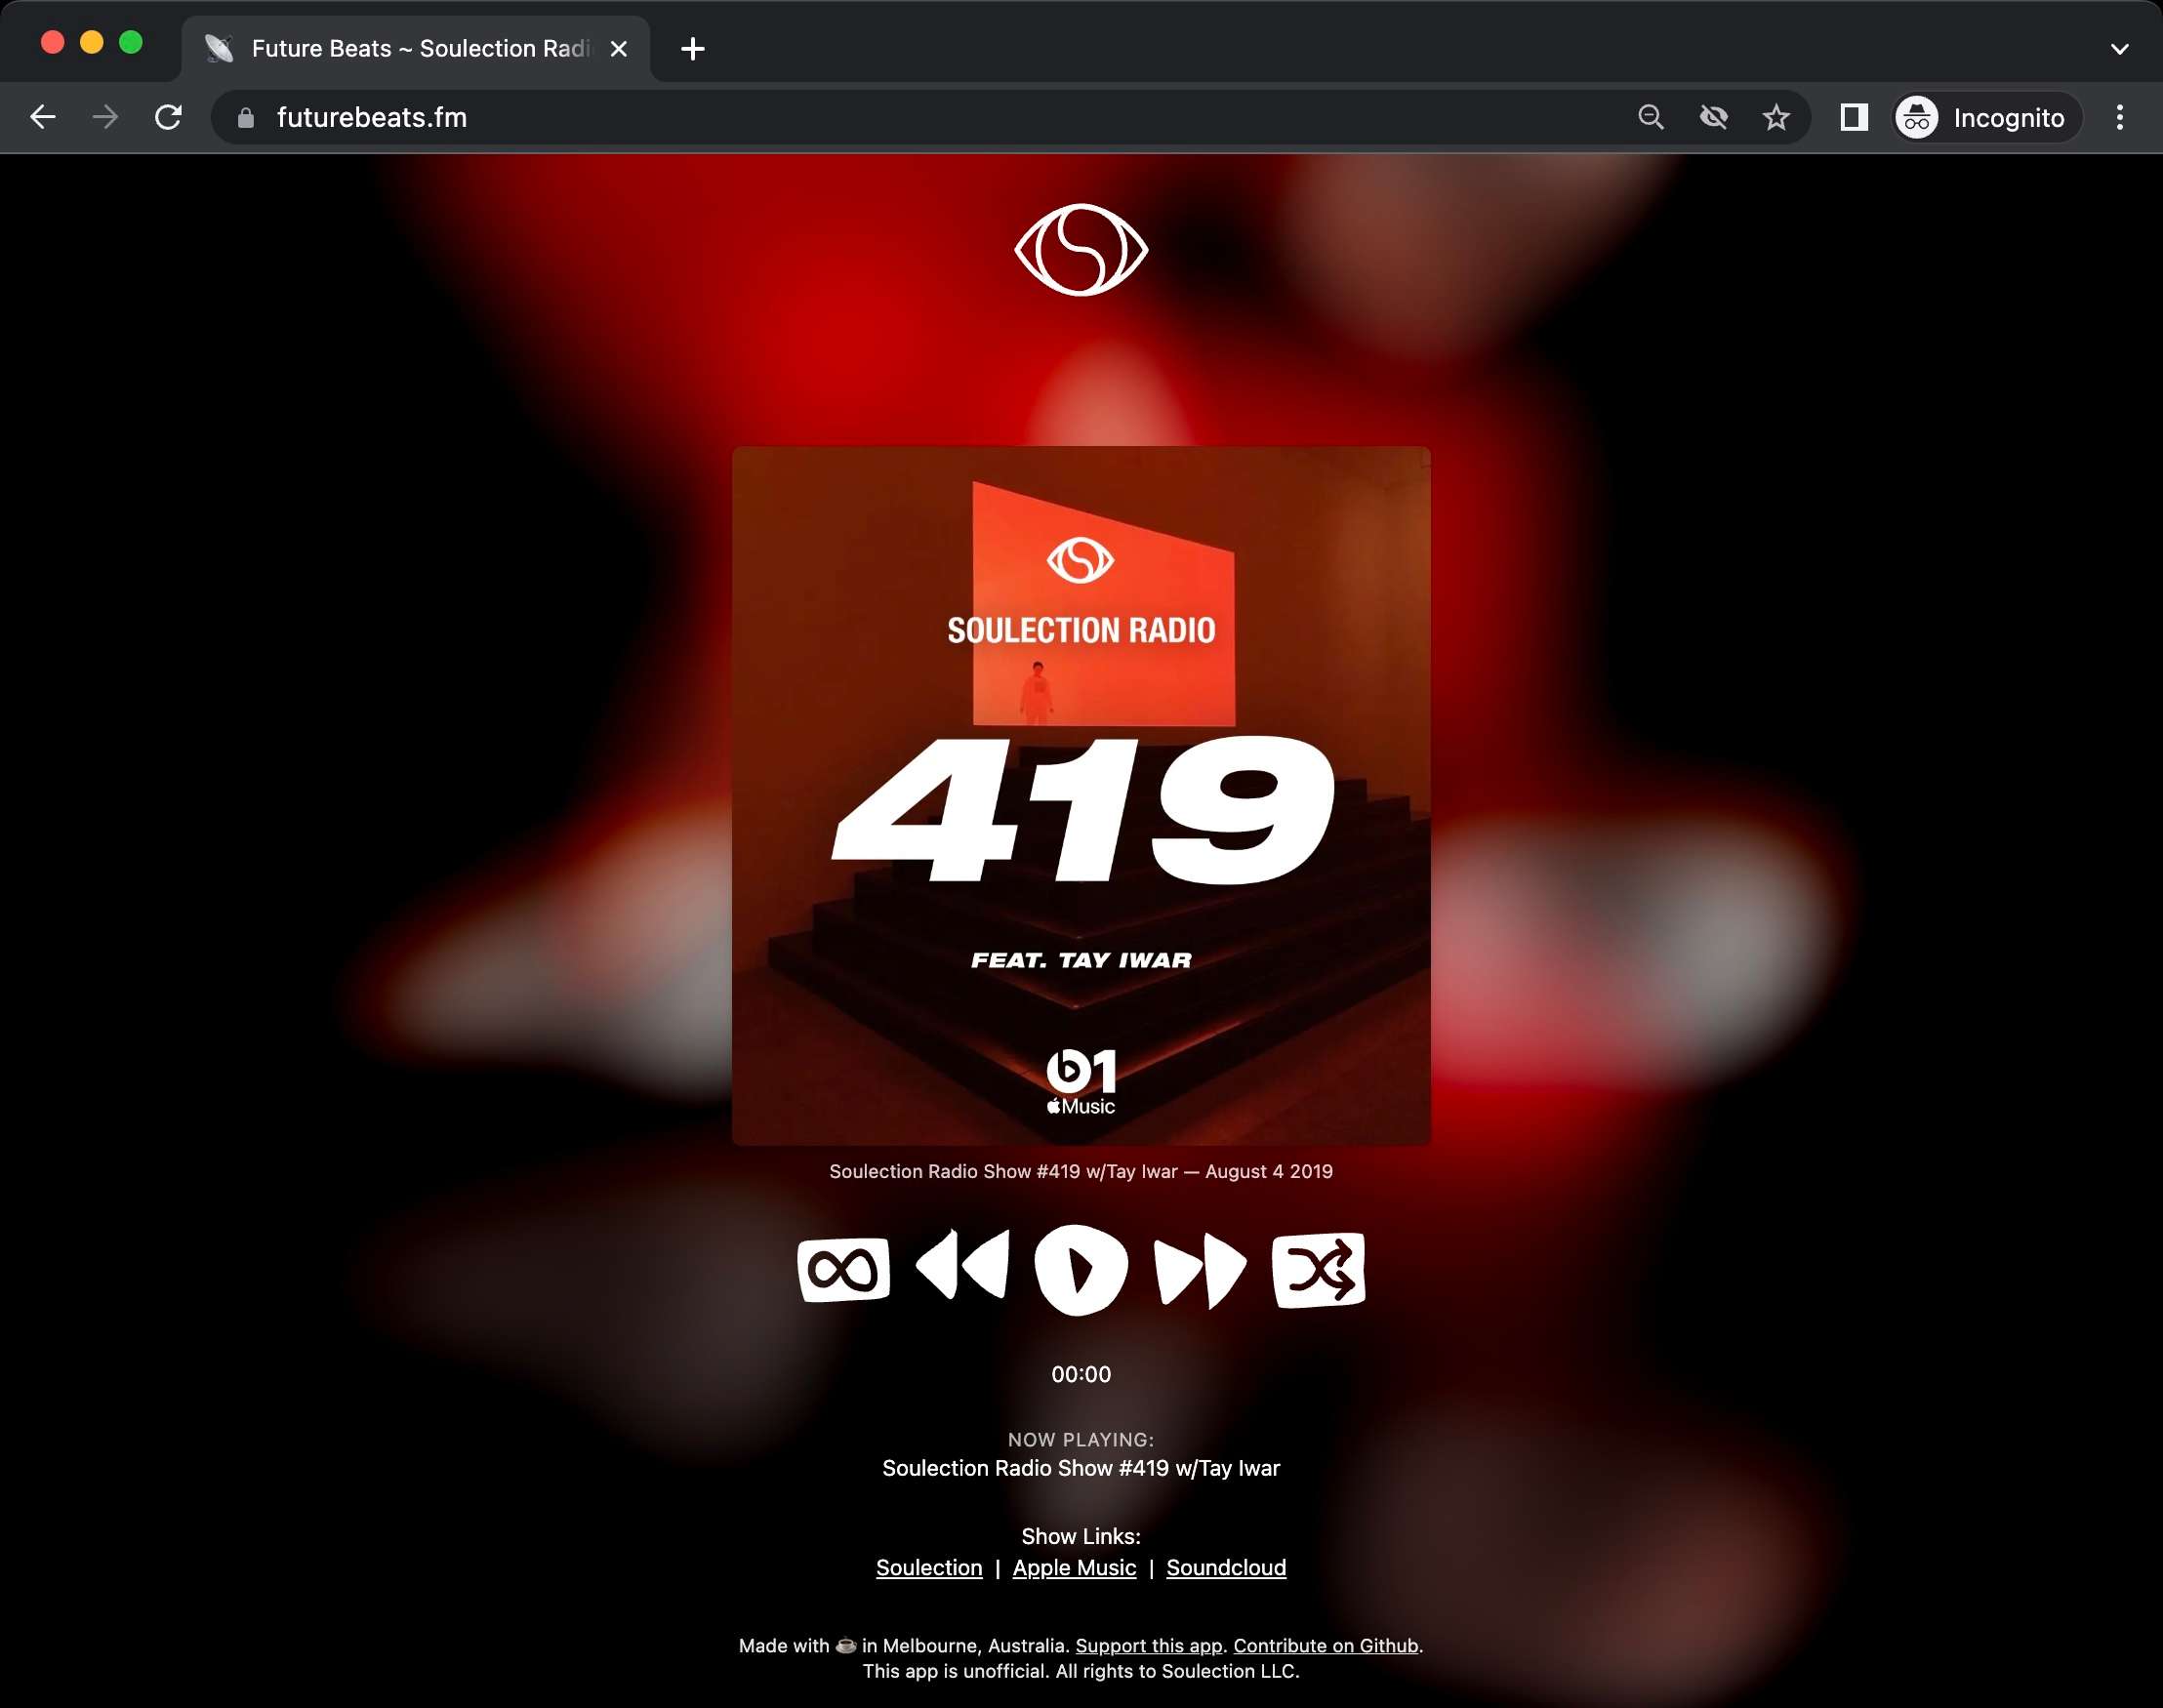 Future Beats ~ Soulection Radi
futurebeats.fm
Incognito
SOULECTION RADIO
419
FEAT. TAY IWAR
1
Music
Soulection Radio Show #419 w/Tay Iwar — August 4 2019
00:00
NOW PLAYING:
Soulection Radio Show #419 w/Tay Iwar
Show Links:
Soulection | Apple Music | Soundcloud
Made with ☕ in Melbourne, Australia. Support this app. Contribute on Github.
This app is unofficial. All rights to Soulection LLC.